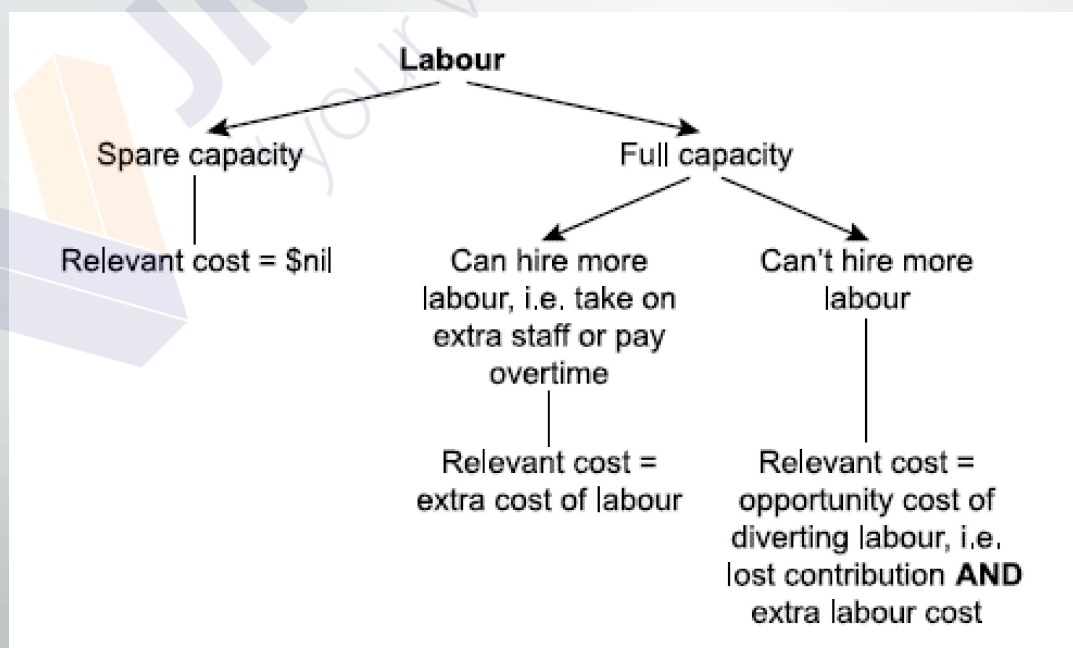 Labour
Spare capacity
Full capacity
Relevant cost = $nil
Can hire more
labour, i.e. take on
extra staff or pay
overtime
Can't hire more
labour
Relevant cost =
extra cost of labour
Relevant cost =
opportunity cost of
diverting labour, i.e.
lost contribution AND
extra labour cost
your